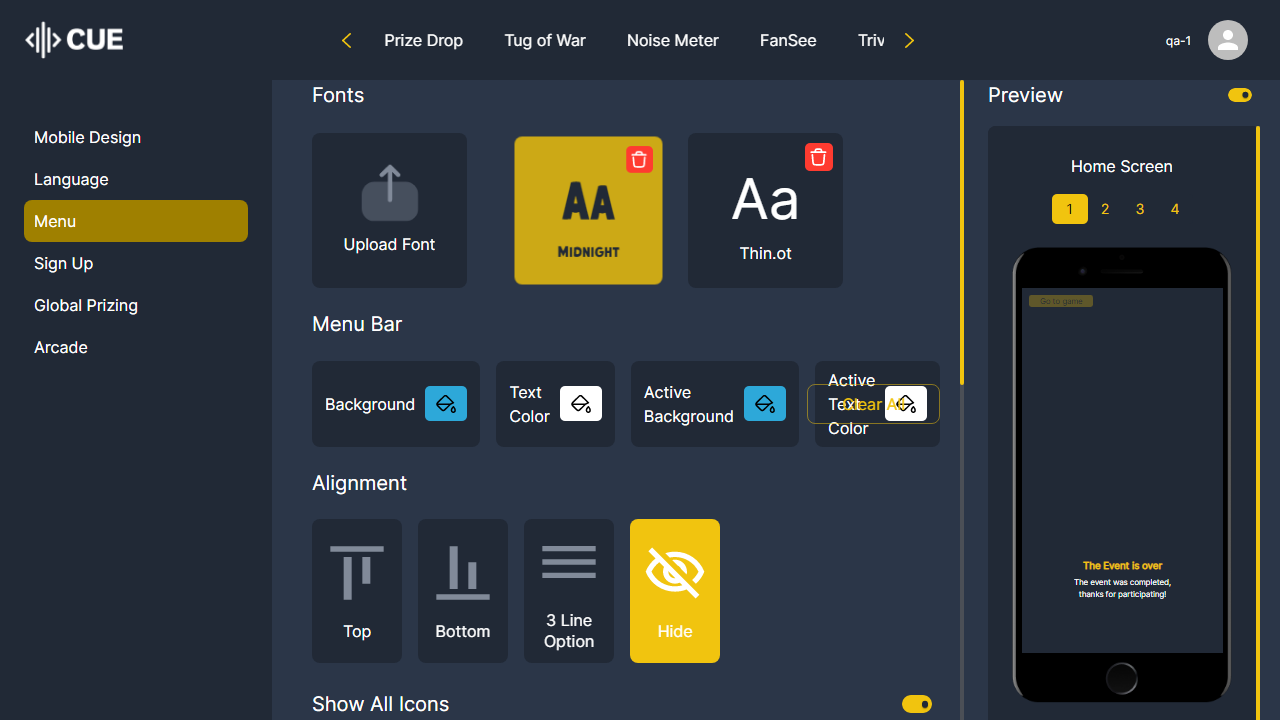 CUE
Prize Drop
Tug of War
Noise Meter
FanSee
Triv
qa-1
Mobile Design
Language
Menu
Sign Up
Global Prizing
Arcade
Fonts
Upload Font
AA
MIDNIGHT
Aa
Thin.ot
Menu Bar
Background
Text
Color
Active
Background
Active
Text
Color
Clear All
Alignment
Top
Bottom
3 Line
Option
Hide
Show All Icons
Preview
Home Screen
1 2 3 4
Go to game
The Event is over
The event was completed,
thanks for participating!